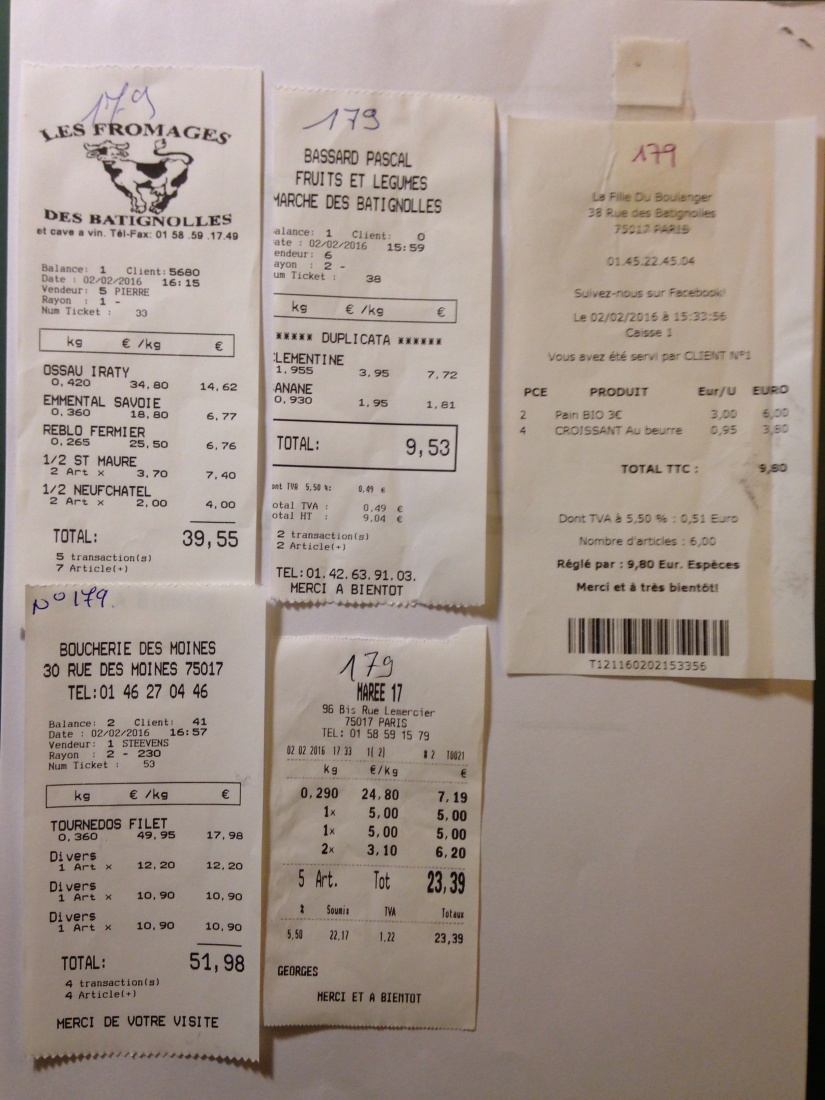 179
LES FROMAGES
DES BATIGNOLLES
et cave a vin. Tél-Fax: 01 58 .59 .17.49
Balance: 1 Client:5680
Date : 02/02/2016 16:15
Vendeur: 5 PIERRE
Rayon : 1 -
Num Ticket : 33
kg € /kg €
OSSAU IRATY
0,420 34,80 14,62
EMMENTAL SAVOIE
0,360 18,80 6,77
REBLO FERMIER
0,265 25,50 6,76
1/2 ST MAURE
2 Art x 3,70 7,40
1/2 NEUFCHATEL
2 Art x 2,00 4,00
TOTAL: 39,55
5 transaction(s)
7 Article(+)
179
BASSARD PASCAL
FRUITS ET LEGUMES
MARCHE DES BATIGNOLLES
alance: 1 Client: 0
ate : 02/02/2016 15:59
endeur: 6
ayon : 2 -
um Ticket : 38
kg € /kg €
***** DUPLICATA ******
CLEMENTINE
1,955 3,95 7,72
ANANE
0,930 1,95 1,81
TOTAL: 9,53
ont TVA 5,50 %: 0,49 €
otal TVA : 0,49 €
otal HT : 9,04 €
2 transaction(s)
2 Article(+)
TEL:01.42.63.91.03.
MERCI A BIENTOT
179
La Fille Du Boulanger
38 Rue des Batignolles
75017 PARIS
01.45.22.45.04
Suivez-nous sur Facebook!
Le 02/02/2016 à 15:33:56
Caisse 1
Vous avez été servi par CLIENT N°1
PCE PRODUIT Eur/U EURO
2 Pain BIO 3€ 3,00 6,00
4 CROISSANT Au beurre 0,95 3,80
TOTAL TTC : 9,80
Dont TVA à 5,50 % : 0,51 Euro
Nombre d'articles : 6,00
Réglé par : 9,80 Eur. Espèces
Merci et à très bientôt!
T121160202153356
N° 179.
BOUCHERIE DES MOINES
30 RUE DES MOINES 75017
TEL:01 46 27 04 46
Balance: 2 Client: 41
Date : 02/02/2016 16:57
Vendeur: 1 STEEVENS
Rayon : 2 - 230
Num Ticket : 53
kg € /kg €
TOURNEDOS FILET
0,360 49,95 17,98
Divers
1 Art x 12,20 12,20
Divers
1 Art x 10,90 10,90
Divers
1 Art x 10,90 10,90
TOTAL: 51,98
4 transaction(s)
4 Article(+)
MERCI DE VOTRE VISITE
179
MAREE 17
96 Bis Rue Lemercier
75017 PARIS
TEL: 01 58 59 15 79
02 02 2016 17 33 1( 2) # 2 T0021
kg €/kg €
0,290 24,80 7,19
1x 5,00 5,00
1x 5,00 5,00
2x 3,10 6,20
5 Art. Tot 23,39
% Soumis TVA Totaux
5,50 22,17 1,22 23,39
GEORGES
MERCI ET A BIENTOT